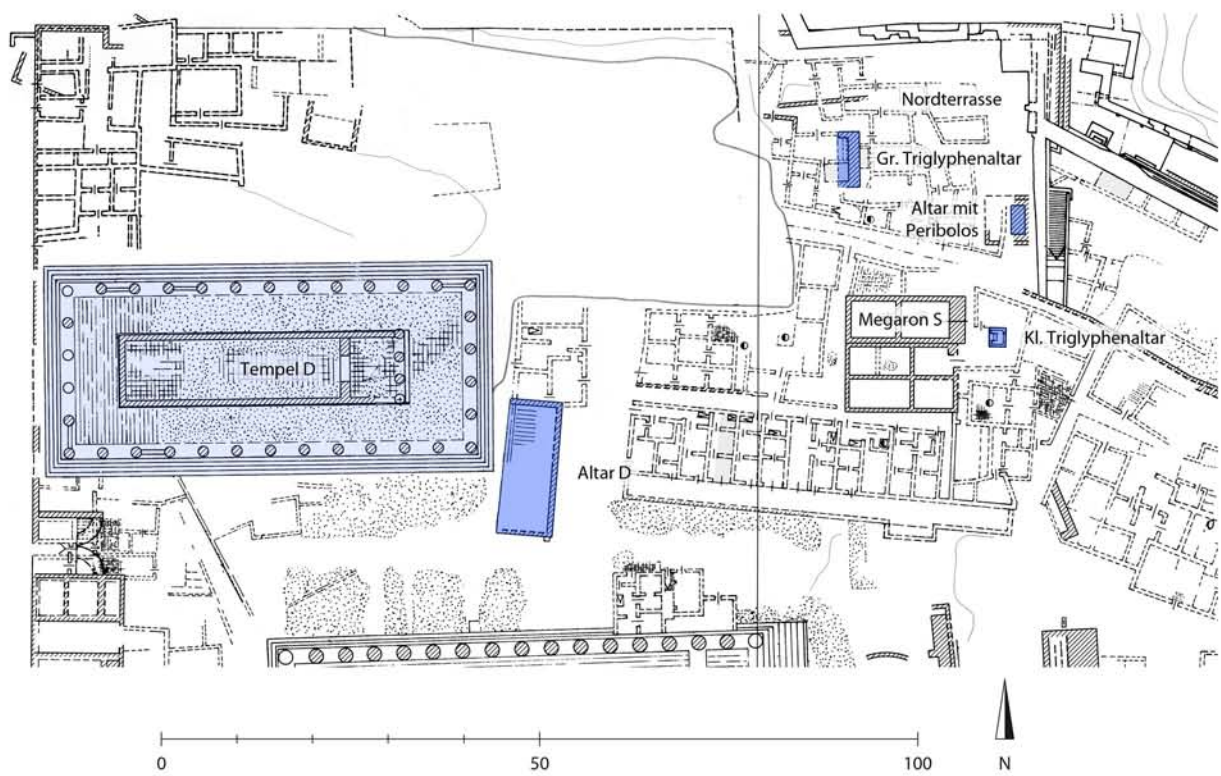 Nordterrasse
Gr. Triglyphenaltar
Altar mit
Peribolos
Megaron S
Kl. Triglyphenaltar
Tempel D
Altar D
0
50
100
N